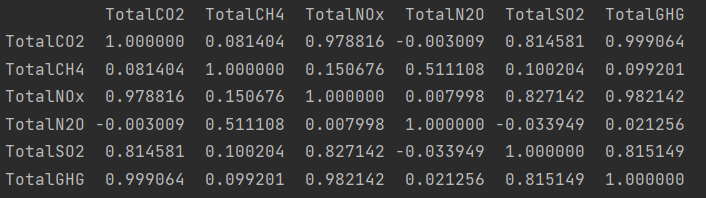 TotalCO2 TotalCH4 TotalNOx TotalN2O TotalSO2 TotalGHG
TotalCO2 1.000000 0.081404 0.978816 -0.003009 0.814581 0.999064
TotalCH4 0.081404 1.000000 0.150676 0.511108 0.100204 0.099201
TotalNOx 0.978816 0.150676 1.000000 0.007998 0.827142 0.982142
TotalN2O -0.003009 0.511108 0.007998 1.000000 -0.033949 0.021256
TotalSO2 0.814581 0.100204 0.827142 -0.033949 1.000000 0.815149
TotalGHG 0.999064 0.099201 0.982142 0.021256 0.815149 1.000000